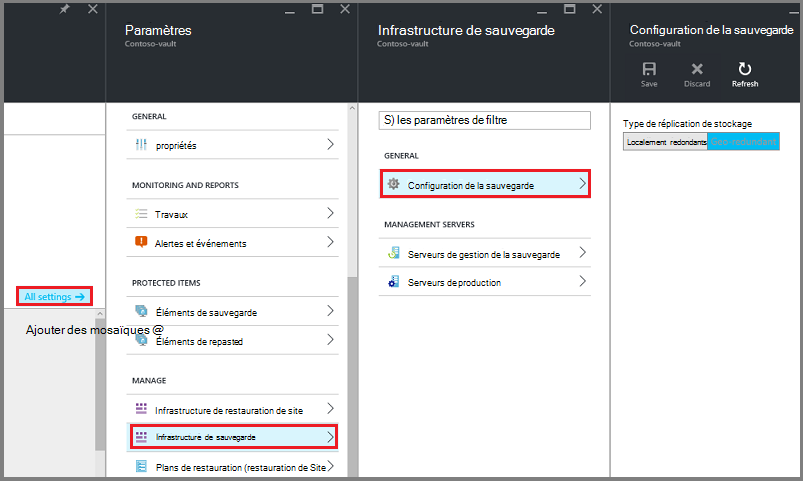 All settings →
Ajouter des mosaïques @
Paramètres
Contoso-vault
GENERAL
propriétés
MONITORING AND REPORTS
Travaux
Alertes et événements
PROTECTED ITEMS
Éléments de sauvegarde
Éléments de repasted
MANAGE
Infrastructure de restauration de site
Infrastructure de sauvegarde
Plans de restauration (restauration de Site
Infrastructure de sauvegarde
Contoso-vault
S) les paramètres de filtre
GENERAL
Configuration de la sauvegarde
MANAGEMENT SERVERS
Serveurs de gestion de la sauvegarde
Serveurs de production
Configuration de la sauvegarde
Contoso-vault
Save
Discard
Refresh
Type de réplication de stockage
Localement redondants
Geo-redundant